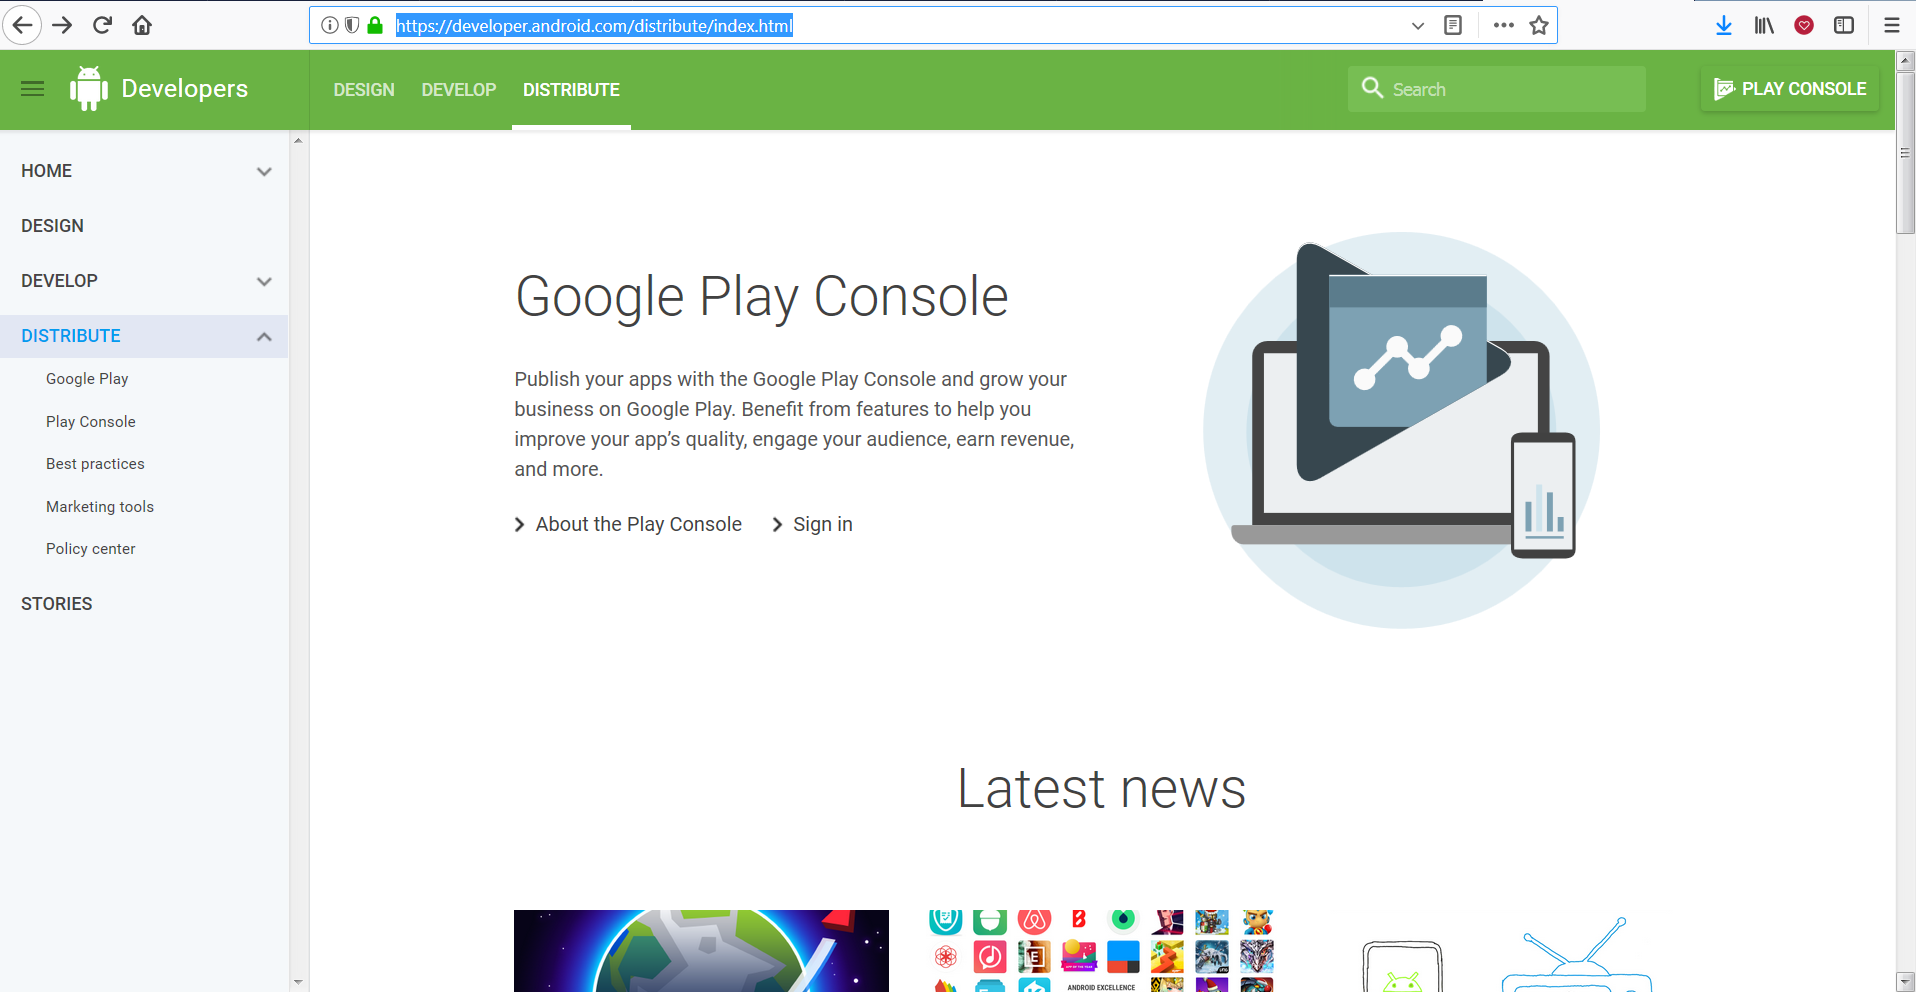 https://developer.android.com/distribute/index.html
Developers
DESIGN DEVELOP DISTRIBUTE
Search
PLAY CONSOLE
HOME
DESIGN
DEVELOP
DISTRIBUTE
Google Play
Play Console
Best practices
Marketing tools
Policy center
STORIES
Google Play Console
Publish your apps with the Google Play Console and grow your
business on Google Play. Benefit from features to help you
improve your app’s quality, engage your audience, earn revenue,
and more.
About the Play Console Sign in
Latest news
ANDROID EXCELLENCE